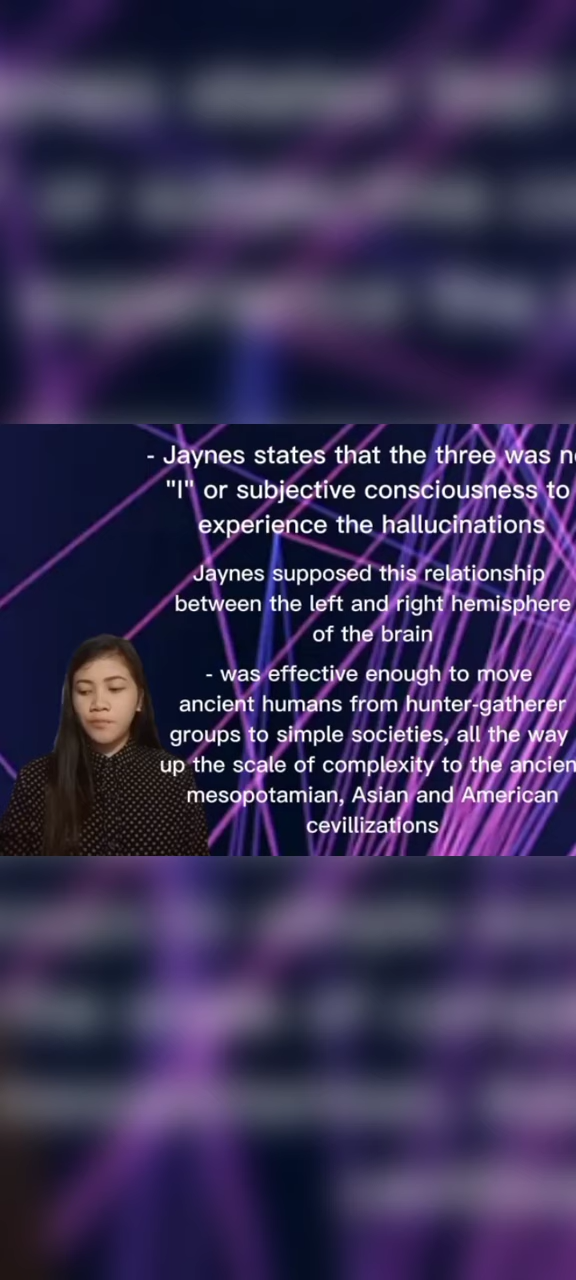 - Jaynes states that the three was
"I" or subjective consciousness to
experience the hallucinations
Jaynes supposed this relationship
between the left and right hemisphere
of the brain
- was effective enough to move
ancient humans from hunter-gatherer
groups to simple societies, all the way
up the scale of complexity to the ancien
mesopotamian, Asian and American
cevillizations